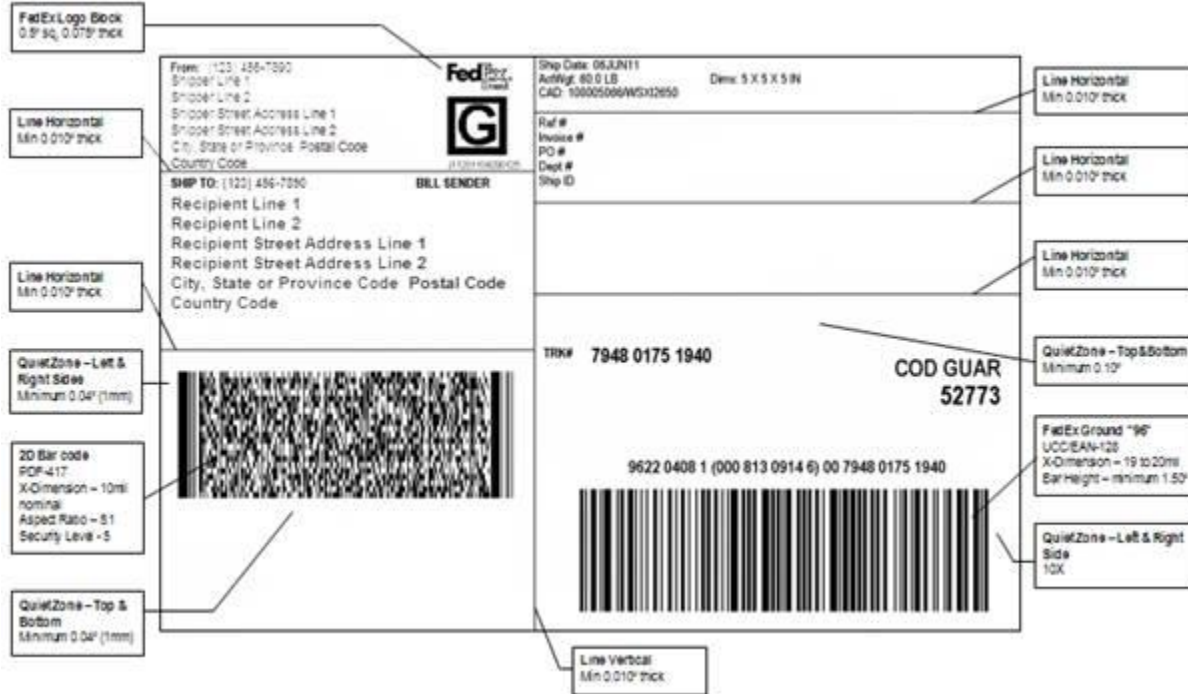 FedEx Logo Block
0.5" sq, 0.075" thick
Line Horizontal
Min 0.010" thick
Line Horizontal
Min 0.010" thick
QuietZone – Left &
Right Sides
Minimum 0.04" (1mm)
2D Bar code
PDF-417
X-Dimension – 10mil
nominal
Aspect Ratio –
Security Level - 5
QuietZone – Top &
Bottom
Minimum 0.04" (1mm)
From: (123) 456-7890
Shipper Line 1
Shipper Line 2
Shipper Street Address Line 1
Shipper Street Address Line 2
City, State or Province Postal Code
Country Code
Fed
G
SHIP TO: (123) 456-7890 BILL SENDER
Recipient Line 1
Recipient Line 2
Recipient Street Address Line 1
Recipient Street Address Line 2
City, State or Province Code Postal Code
Country Code
Ship Date: 06JUN11
ActWgt: 60.0 LB Dims: 5 X 5 X 5 IN
CAD:
Ref #
Invoice #
PO #
Dept #
Ship ID
TRK# 7948 0175 1940
COD GUAR
52773
9622 0408 1 (000 813 0914 6) 00 7948 0175 1940
Line Vertical
Min 0.010" thick
Line Horizontal
Min 0.010" thick
Line Horizontal
Min 0.010" thick
Line Horizontal
Min 0.010" thick
QuietZone – Top & Bottom
Minimum 0.10"
FedEx Ground "96"
UCC/EAN-128
X-Dimension – 19 to 20mil
Bar Height – minimum 1.50"
QuietZone – Left & Right
Side
10X